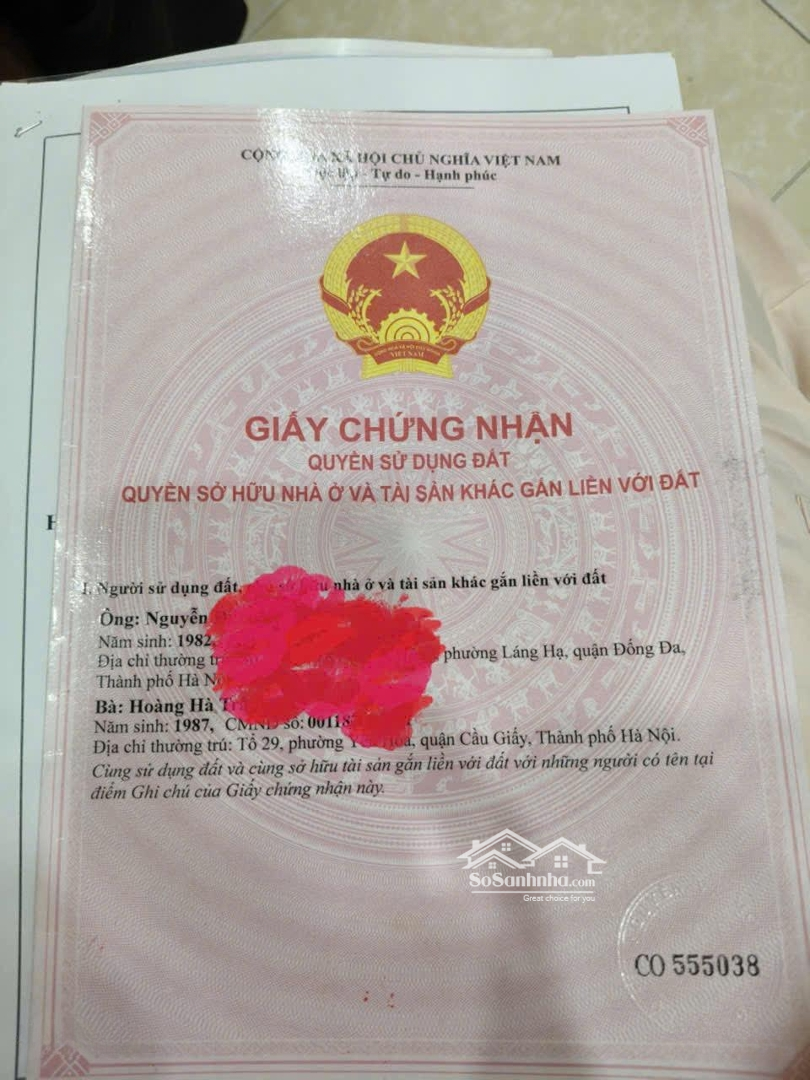 CỘNG HÒA XÃ HỘI CHỦ NGHĨA VIỆT NAM
Độc lập - Tự do - Hạnh phúc
VIỆT NAM
GIẤY CHỨNG NHẬN
QUYỀN SỬ DỤNG ĐẤT
QUYỀN SỞ HỮU NHÀ Ở VÀ TÀI SẢN KHÁC GẮN LIỀN VỚI ĐẤT
I. Người sử dụng đất, hữu nhà ở và tài sản khác gắn liền với đất
Ông: Nguyễn
Năm sinh: 1982,
Địa chỉ thường phường Láng Hạ, quận Đống Đa,
Thành phố Hà Nội
Bà: Hoàng Hà
Năm sinh: 1987, CMND số: 00118
Địa chỉ thường trú: Tổ 29, phường Hòa, quận Cầu Giấy, Thành phố Hà Nội.
Cùng sử dụng đất và cùng sở hữu tài sản gắn liền với đất với những người có tên tại
điểm Ghi chú của Giấy chứng nhận này.
SoSanhnha.com
Great choice for you
CO 555038